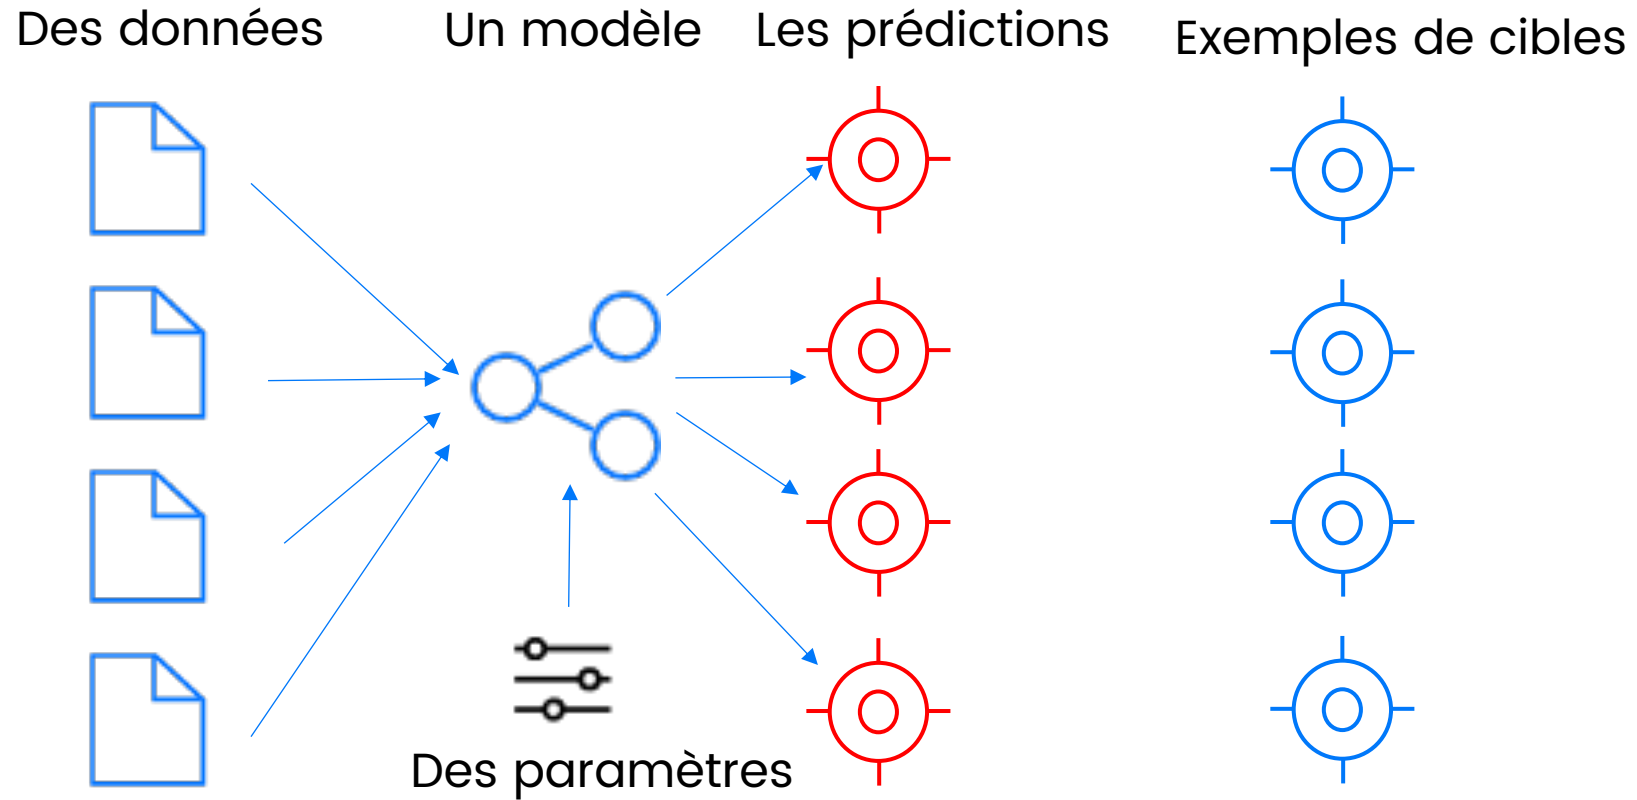 Des données
Un modèle
Les prédictions
Exemples de cibles
Des paramètres